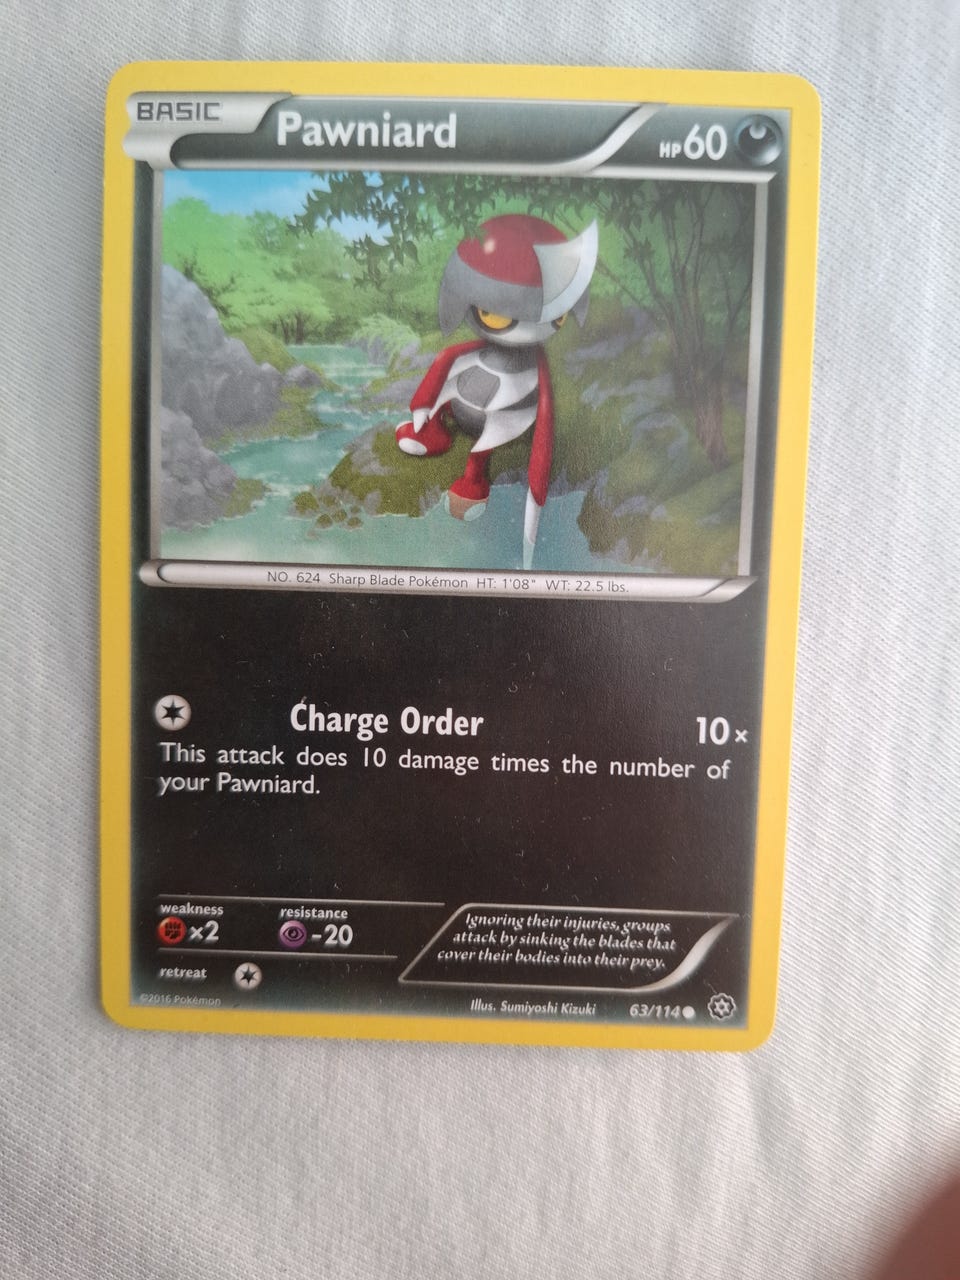 BASIC
Pawniard
HP60
NO. 624 Sharp Blade Pokémon HT: 1'08" WT: 22.5 lbs.
Charge Order 10×
This attack does 10 damage times the number of
your Pawniard.
weakness
×2
resistance
-20
retreat
Ignoring their injuries, groups
attack by sinking the blades that
cover their bodies into their prey.
©2016 Pokémon
Illus. Sumiyoshi Kizuki
63/114